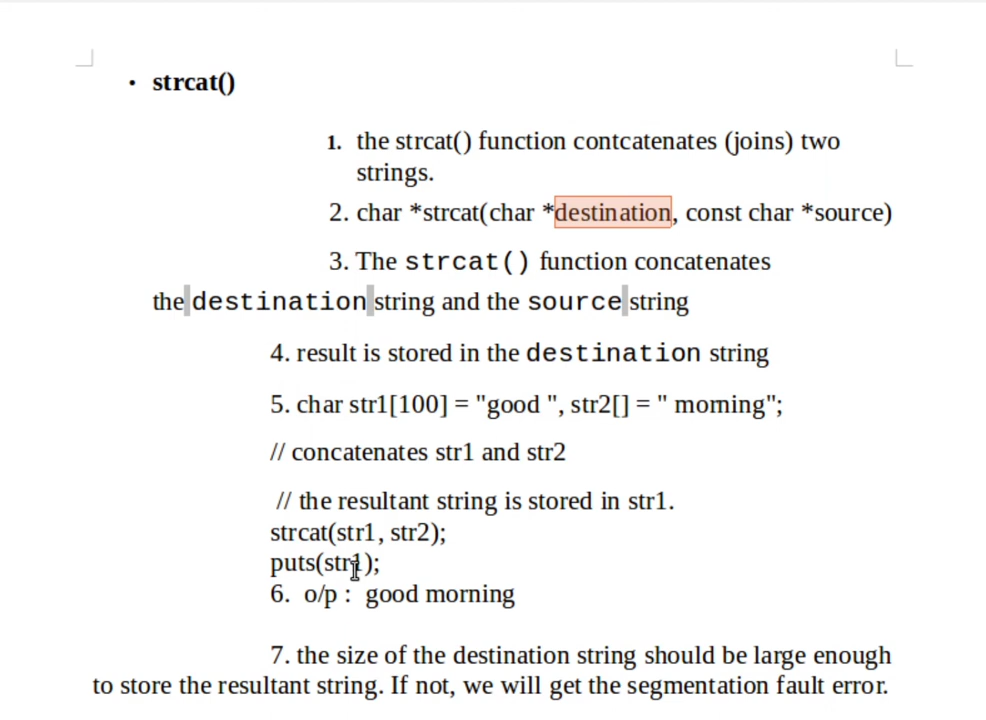 • strcat()
1. the strcat() function contcatenates (joins) two
strings.
2. char *strcat(char *destination, const char *source)
3. The strcat() function concatenates
the destination string and the source string
4. result is stored in the destination string
5. char str1[100] = "good ", str2[] = " morning";
// concatenates str1 and str2
// the resultant string is stored in str1.
strcat(str1, str2);
puts(str1);
6. o/p : good morning
7. the size of the destination string should be large enough
to store the resultant string. If not, we will get the segmentation fault error.